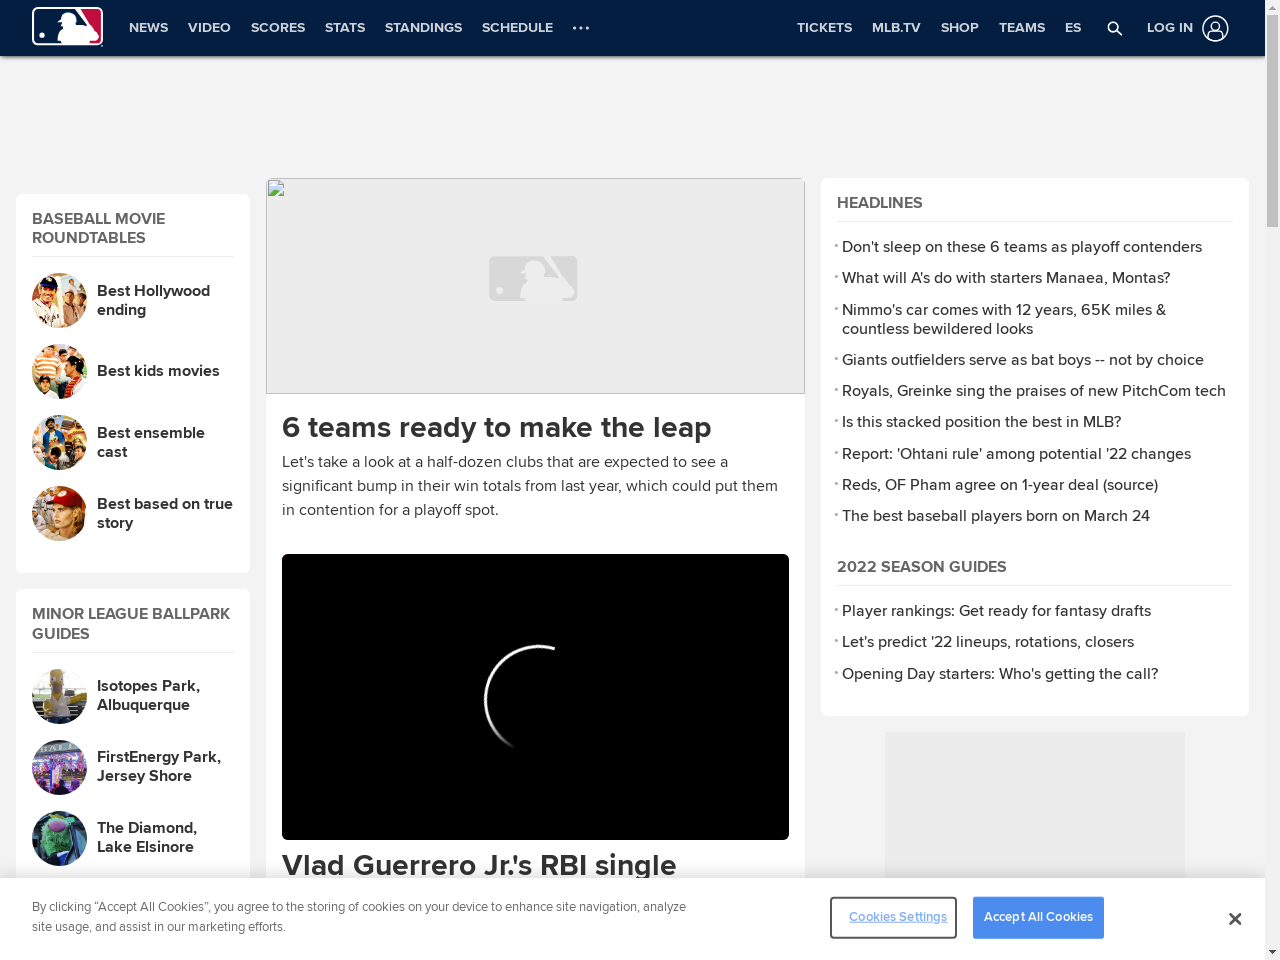 NEWS VIDEO SCORES STATS STANDINGS SCHEDULE ... TICKETS MLB.TV SHOP TEAMS ES LOG IN
BASEBALL MOVIE
ROUNDTABLES
Best Hollywood
ending
Best kids movies
Best ensemble
cast
Best based on true
story
MINOR LEAGUE BALLPARK
GUIDES
Isotopes Park,
Albuquerque
FirstEnergy Park,
Jersey Shore
The Diamond,
Lake Elsinore
6 teams ready to make the leap
Let's take a look at a half-dozen clubs that are expected to see a
significant bump in their win totals from last year, which could put them
in contention for a playoff spot.
Vlad Guerrero Jr.'s RBI single
HEADLINES
Don't sleep on these 6 teams as playoff contenders
What will A's do with starters Manaea, Montas?
Nimmo's car comes with 12 years, 65K miles &
countless bewildered looks
Giants outfielders serve as bat boys -- not by choice
Royals, Greinke sing the praises of new PitchCom tech
Is this stacked position the best in MLB?
Report: 'Ohtani rule' among potential '22 changes
Reds, OF Pham agree on 1-year deal (source)
The best baseball players born on March 24
2022 SEASON GUIDES
Player rankings: Get ready for fantasy drafts
Let's predict '22 lineups, rotations, closers
Opening Day starters: Who's getting the call?
By clicking “Accept All Cookies”, you agree to the storing of cookies on your device to enhance site navigation, analyze
site usage, and assist in our marketing efforts.
Cookies Settings
Accept All Cookies